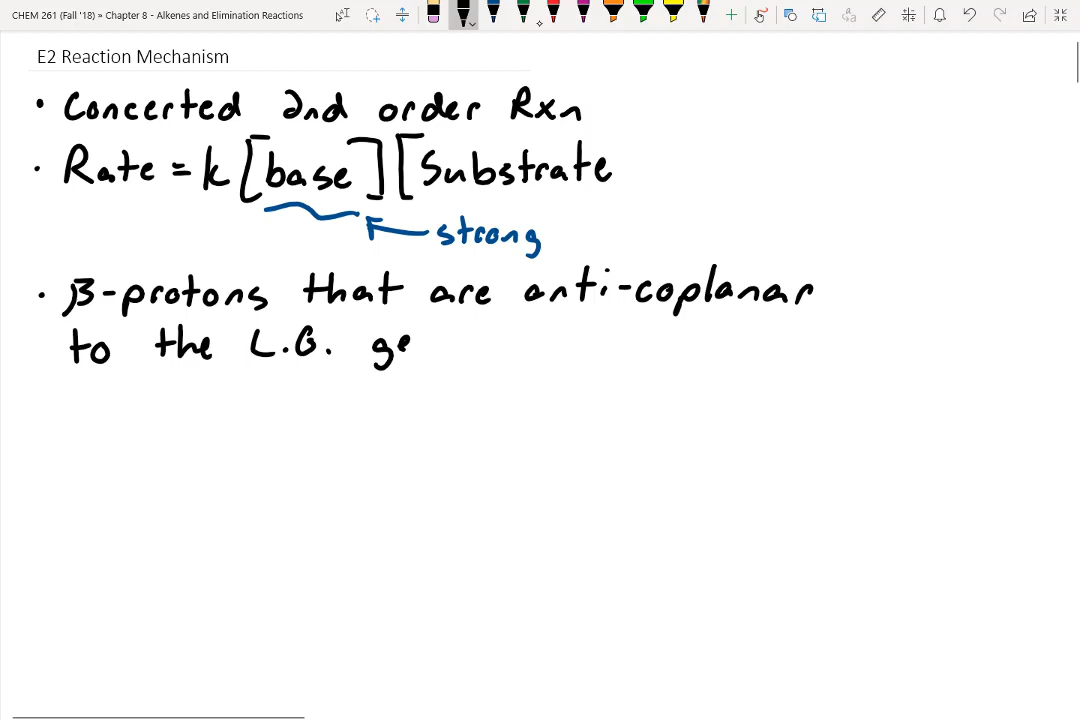 CHEM 261 (Fall '18) » Chapter 8 - Alkenes and Elimination Reactions
E2 Reaction Mechanism
• Concerted 2nd order Rxn
• Rate = k [base] [Substrate
strong
• β-protons that are anti-coplanar
to the L.G. ge